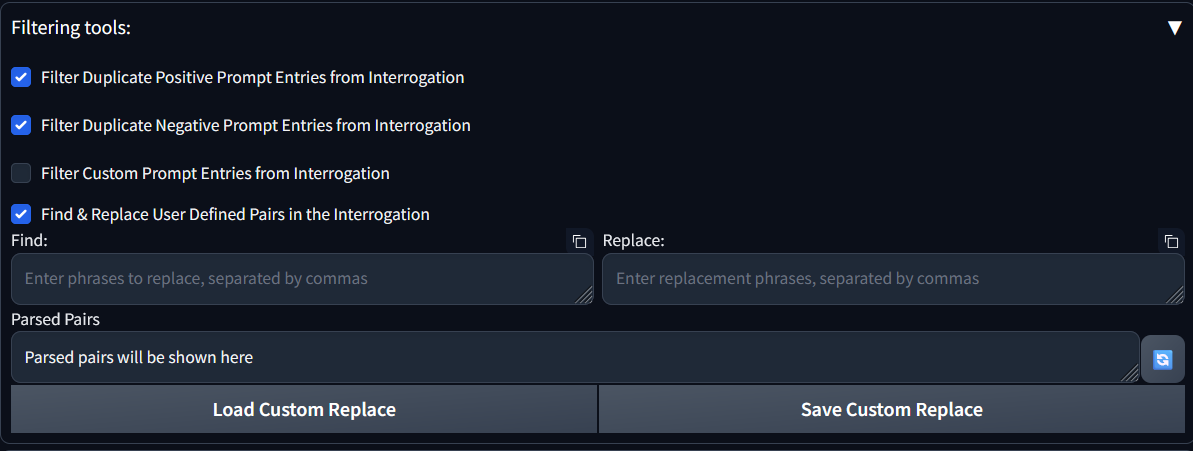 Filtering tools:
Filter Duplicate Positive Prompt Entries from Interrogation
Filter Duplicate Negative Prompt Entries from Interrogation
Filter Custom Prompt Entries from Interrogation
Find & Replace User Defined Pairs in the Interrogation
Find: Replace:
Enter phrases to replace, separated by commas Enter replacement phrases, separated by commas
Parsed Pairs
Parsed pairs will be shown here
Load Custom Replace Save Custom Replace